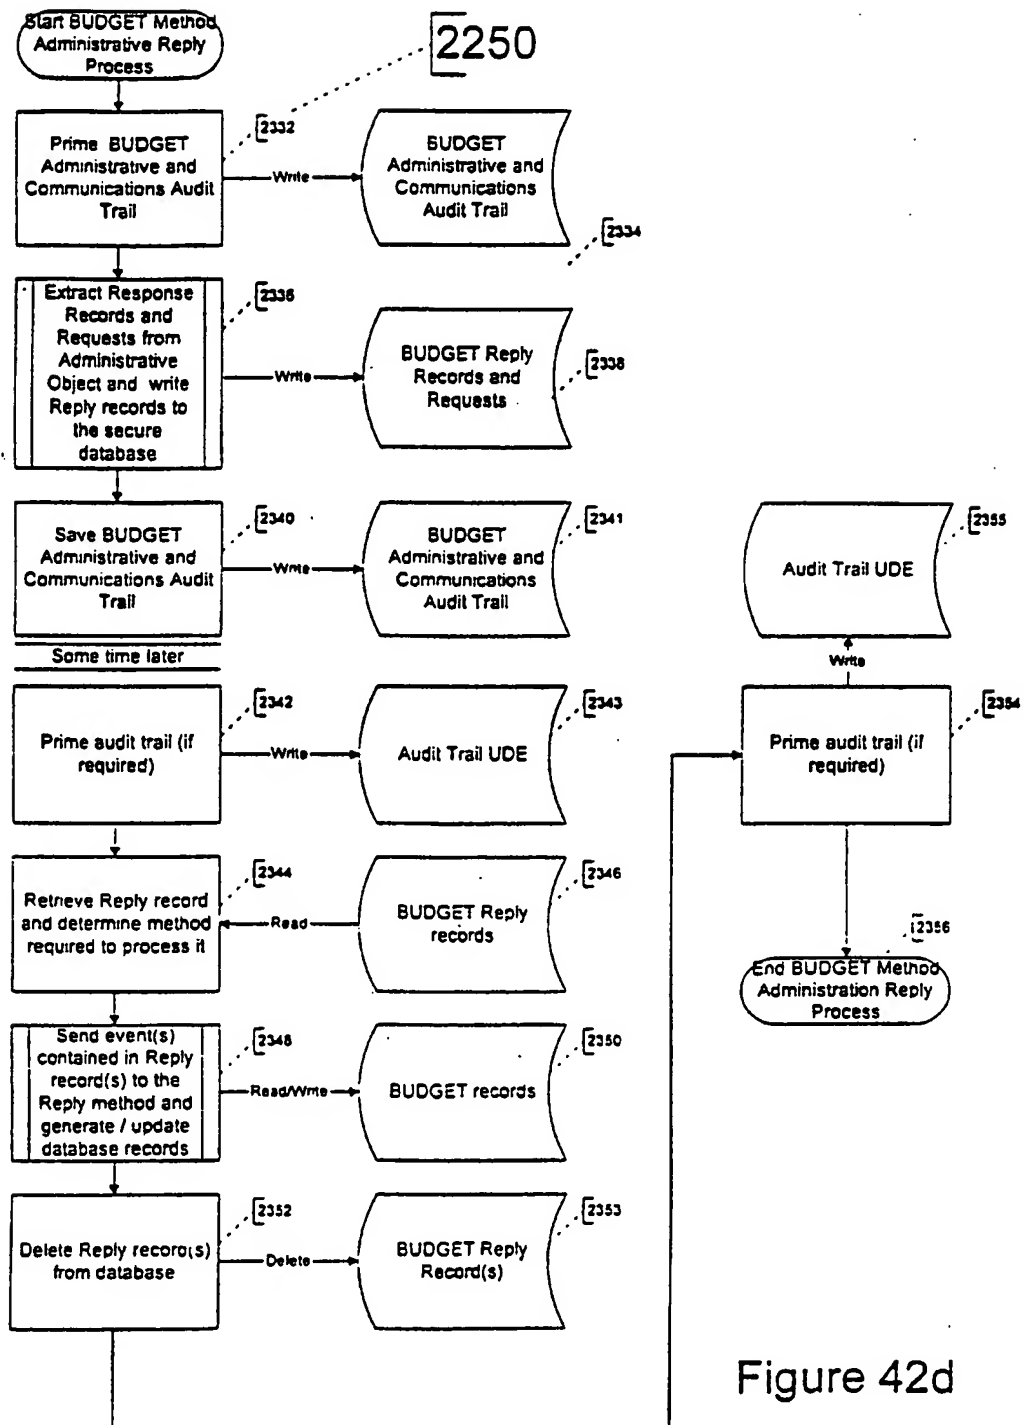 Start BUDGET Method
Administrative Reply
Process
2250
Prime BUDGET
Administrative and
Communications Audit
Trail
2332
Write
BUDGET
Administrative and
Communications
Audit Trail
2334
Extract Response
Records and
Requests from
Administrative
Object and write
Reply records to
the secure
database
2336
Write
BUDGET Reply
Records and
Requests
2338
Save BUDGET
Administrative and
Communications Audit
Trail
2340
Write
BUDGET
Administrative and
Communications
Audit Trail
2341
Some time later
Prime audit trail (if
required)
2342
Write
Audit Trail UDE
2343
Retrieve Reply record
and determine method
required to process it
2344
Read
BUDGET Reply
records
2346
Send event(s)
contained in Reply
record(s) to the
Reply method and
generate / update
database records
2348
Read/Write
BUDGET records
2350
Delete Reply record(s)
from database
2352
Delete
BUDGET Reply
Record(s)
2353
Audit Trail UDE
2355
Write
Prime audit trail (if
required)
2354
2356
End BUDGET Method
Administration Reply
Process
Figure 42d